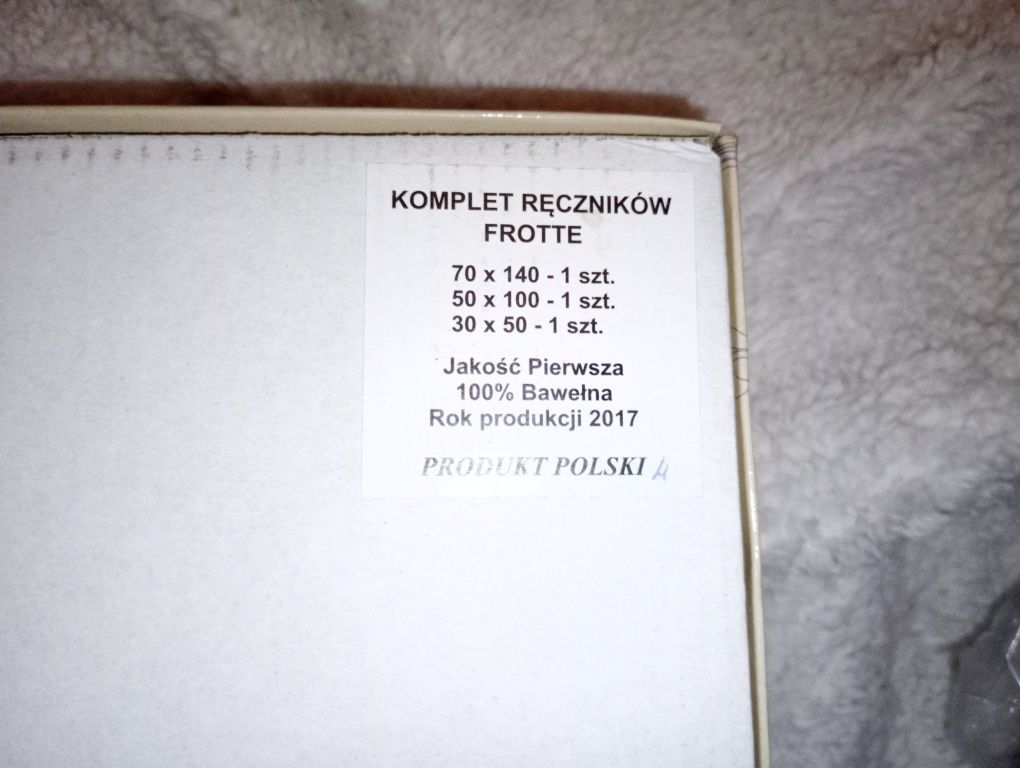 KOMPLET RĘCZNIKÓW
FROTTE
70 x 140 - 1 szt.
50 x 100 - 1 szt.
30 x 50 - 1 szt.
Jakość Pierwsza
100% Bawełna
Rok produkcji 2017
PRODUKT POLSKI